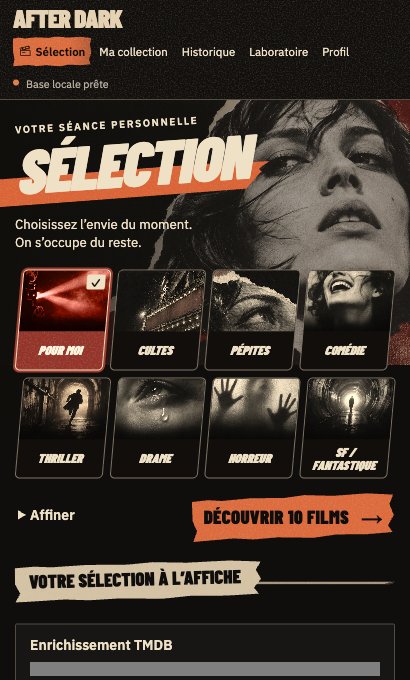 AFTER DARK
Sélection
Ma collection
Historique
Laboratoire
Profil
Base locale prête
VOTRE SÉANCE PERSONNELLE
SÉLECTION
Choisissez l'envie du moment.
On s'occupe du reste.
POUR MOI
CULTES
PÉPITES
COMÉDIE
THRILLER
DRAME
HORREUR
SF /
FANTASTIQUE
Affiner
DÉCOUVRIR 10 FILMS →
VOTRE SÉLECTION À L'AFFICHE
Enrichissement TMDB